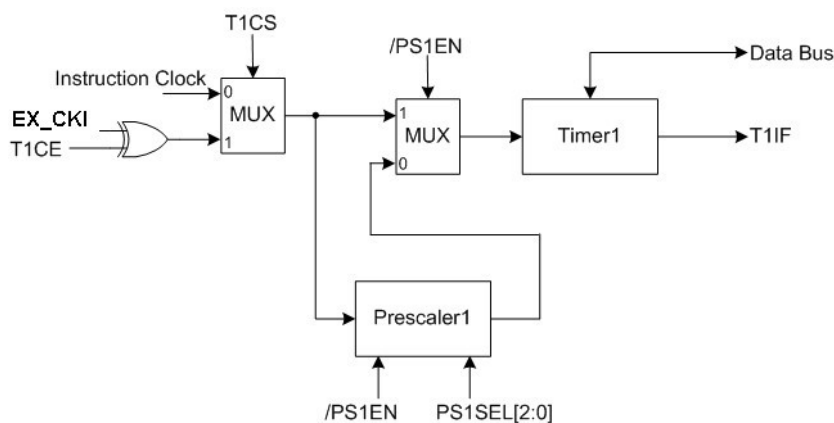 T1CS
/PS1EN
Instruction Clock
0
MUX
1
EX_CKI
T1CE
1
MUX
0
Timer1
Data Bus
T1IF
Prescaler1
/PS1EN
PS1SEL[2:0]